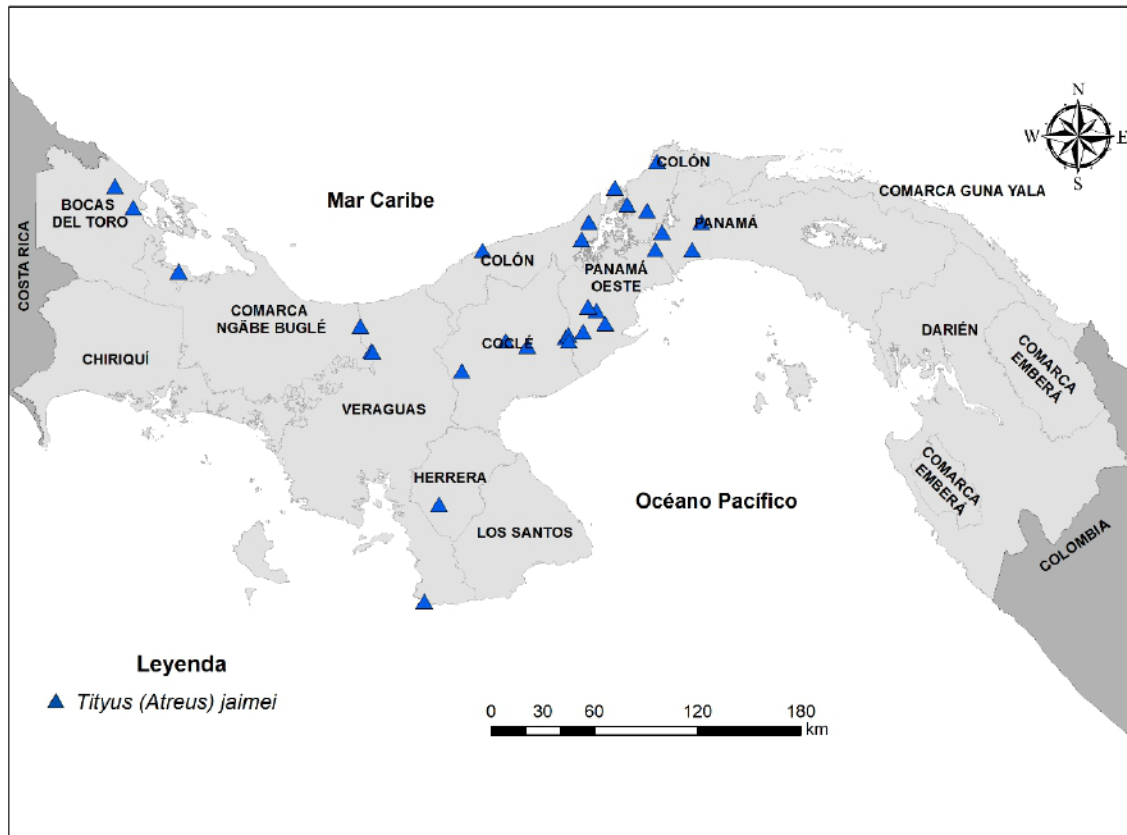 N
W E
S
COLÓN
COMARCA GUNA YALA
BOCAS
DEL TORO
Mar Caribe
PANAMÁ
COSTA RICA
COLÓN
PANAMÁ
OESTE
COMARCA
NGÄBE BUGLÉ
DARIÉN
COMARCA
EMBERÁ
CHIRIQUÍ
COCLÉ
VERAGUAS
HERRERA
COMARCA
EMBERÁ
Océano Pacífico
LOS SANTOS
COLOMBIA
Leyenda
Tityus (Atreus) jaimei
0 30 60 120 180
km